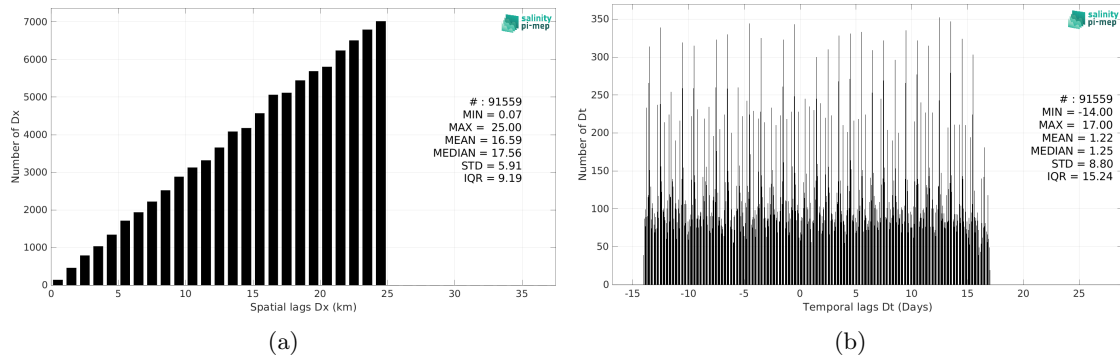 7000
6000
5000
4000
3000
2000
1000
0
Number of Dx
salinity
pi-mep
# : 91559
MIN = 0.07
MAX = 25.00
MEAN = 16.59
MEDIAN = 17.56
STD = 5.91
IQR = 9.19
0 5 10 15 20 25 30 35
Spatial lags Dx (km)
(a)
350
300
250
200
150
100
50
0
Number of Dt
salinity
pi-mep
# : 91559
MIN = -14.00
MAX = 17.00
MEAN = 1.22
MEDIAN = 1.25
STD = 8.80
IQR = 15.24
-15 -10 -5 0 5 10 15 20 25
Temporal lags Dt (Days)
(b)